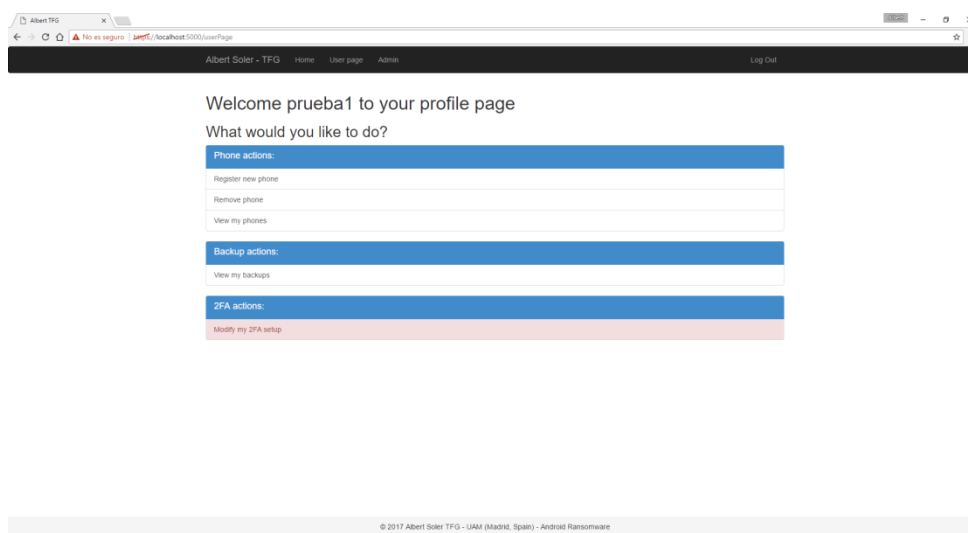 Albert TFG
No es seguro | https://localhost:5000/userPage
Albert Soler - TFG Home User page Admin Log Out
Welcome prueba1 to your profile page
What would you like to do?
Phone actions:
Register new phone
Remove phone
View my phones
Backup actions:
View my backups
2FA actions:
Modify my 2FA setup
© 2017 Albert Soler TFG - UAM (Madrid, Spain) - Android Ransomware